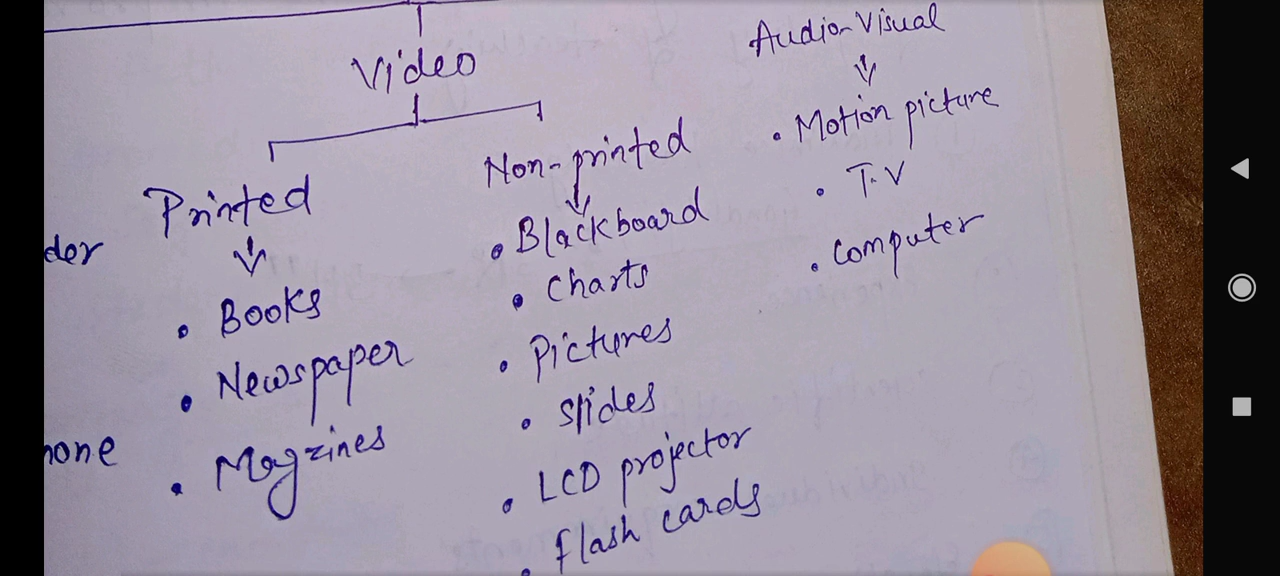 Video
Audio-Visual
Printed
Non-printed
der
none
• Books
• Newspaper
• Magzines
• Blackboard
• Charts
• Pictures
• Slides
• LCD projector
• flash cards
• Motion picture
• T.V
• Computer